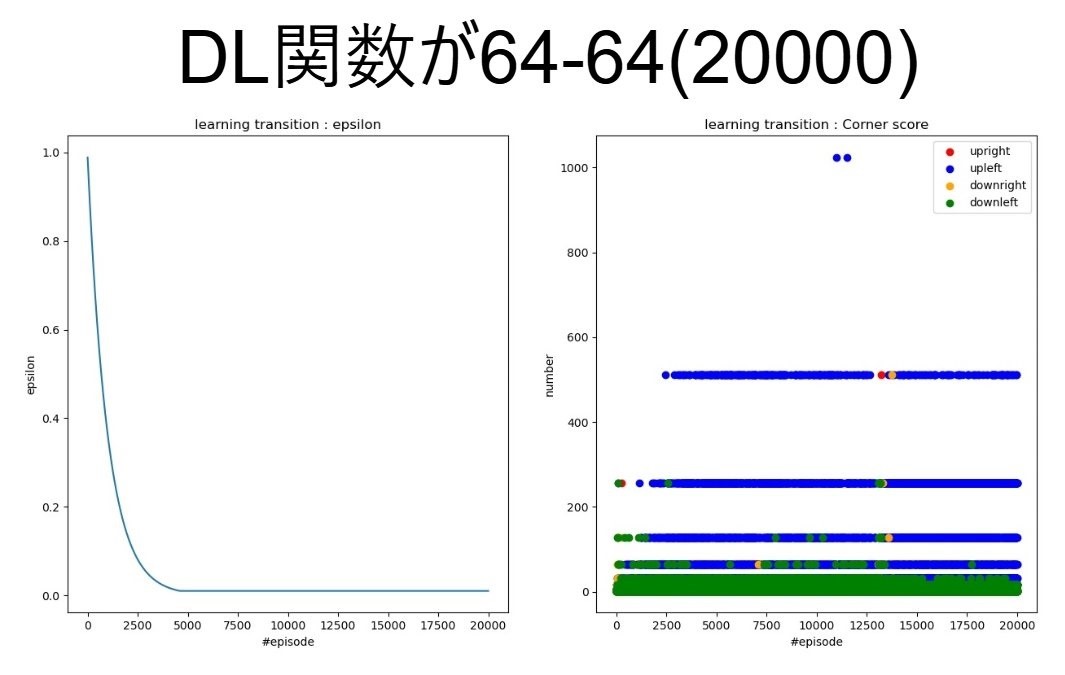 DL関数が64-64(20000)
learning transition : epsilon
1.0
0.8
0.6
0.4
0.2
0.0
epsilon
0 2500 5000 7500 10000 12500 15000 17500 20000
#episode
learning transition : Corner score
upright
upleft
downright
downleft
1000
800
600
400
200
0
number
0 2500 5000 7500 10000 12500 15000 17500 20000
#episode